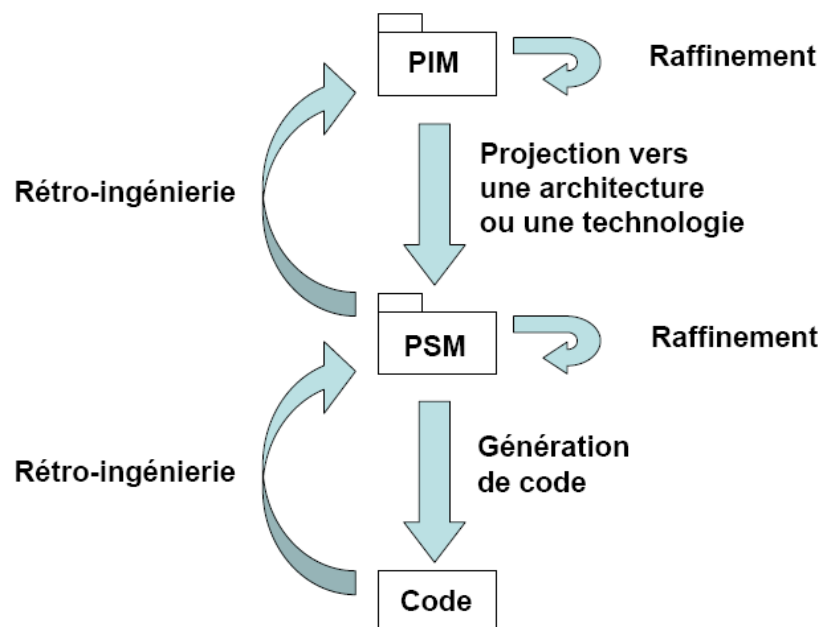 PIM
Raffinement
Projection vers
une architecture
ou une technologie
Rétro-ingénierie
PSM
Raffinement
Génération
de code
Rétro-ingénierie
Code